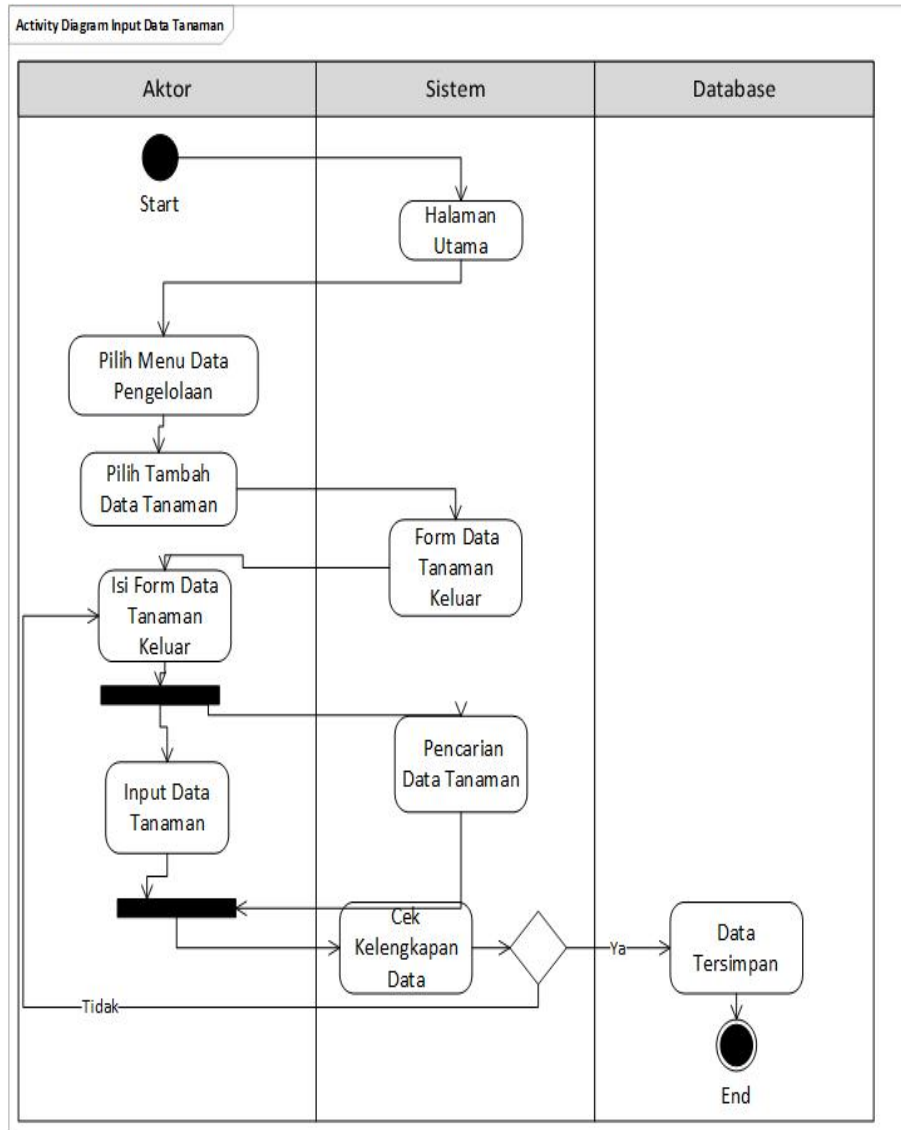 Activity Diagram Input Data Tanaman
Aktor
Sistem
Database
Start
Halaman
Utama
Pilih Menu Data
Pengelolaan
Pilih Tambah
Data Tanaman
Form Data
Tanaman
Keluar
Isi Form Data
Tanaman
Keluar
Pencarian
Data Tanaman
Input Data
Tanaman
Cek
Kelengkapan
Data
Ya
Data
Tersimpan
Tidak
End